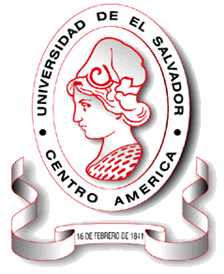 UNIVERSIDAD DE EL SALVADOR
CENTRO AMERICA
16 DE FEBRERO DE 1841